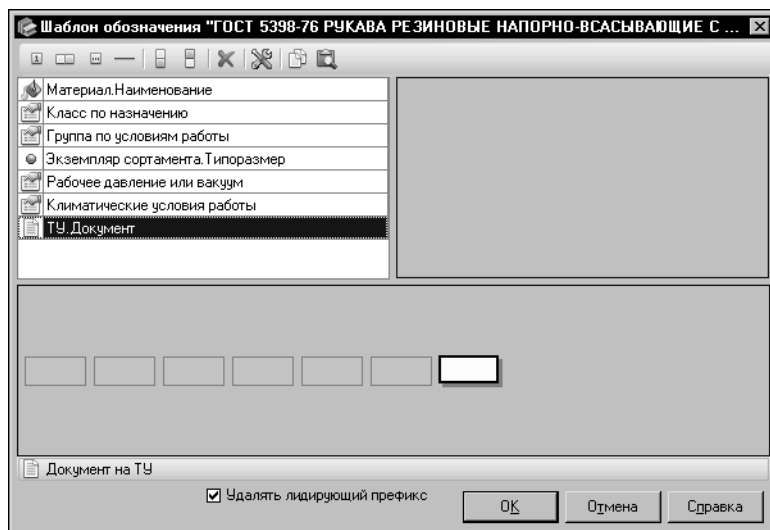 Шаблон обозначения "ГОСТ 5398-76 РУКАВА РЕЗИНОВЫЕ НАПОРНО-ВСАСЫВАЮЩИЕ С ...
Материал.Наименование
Класс по назначению
Группа по условиям работы
Экземпляр сортамента.Типоразмер
Рабочее давление или вакуум
Климатические условия работы
ТУ.Документ
Документ на ТУ
Удалять лидирующий префикс
OK
Отмена
Справка